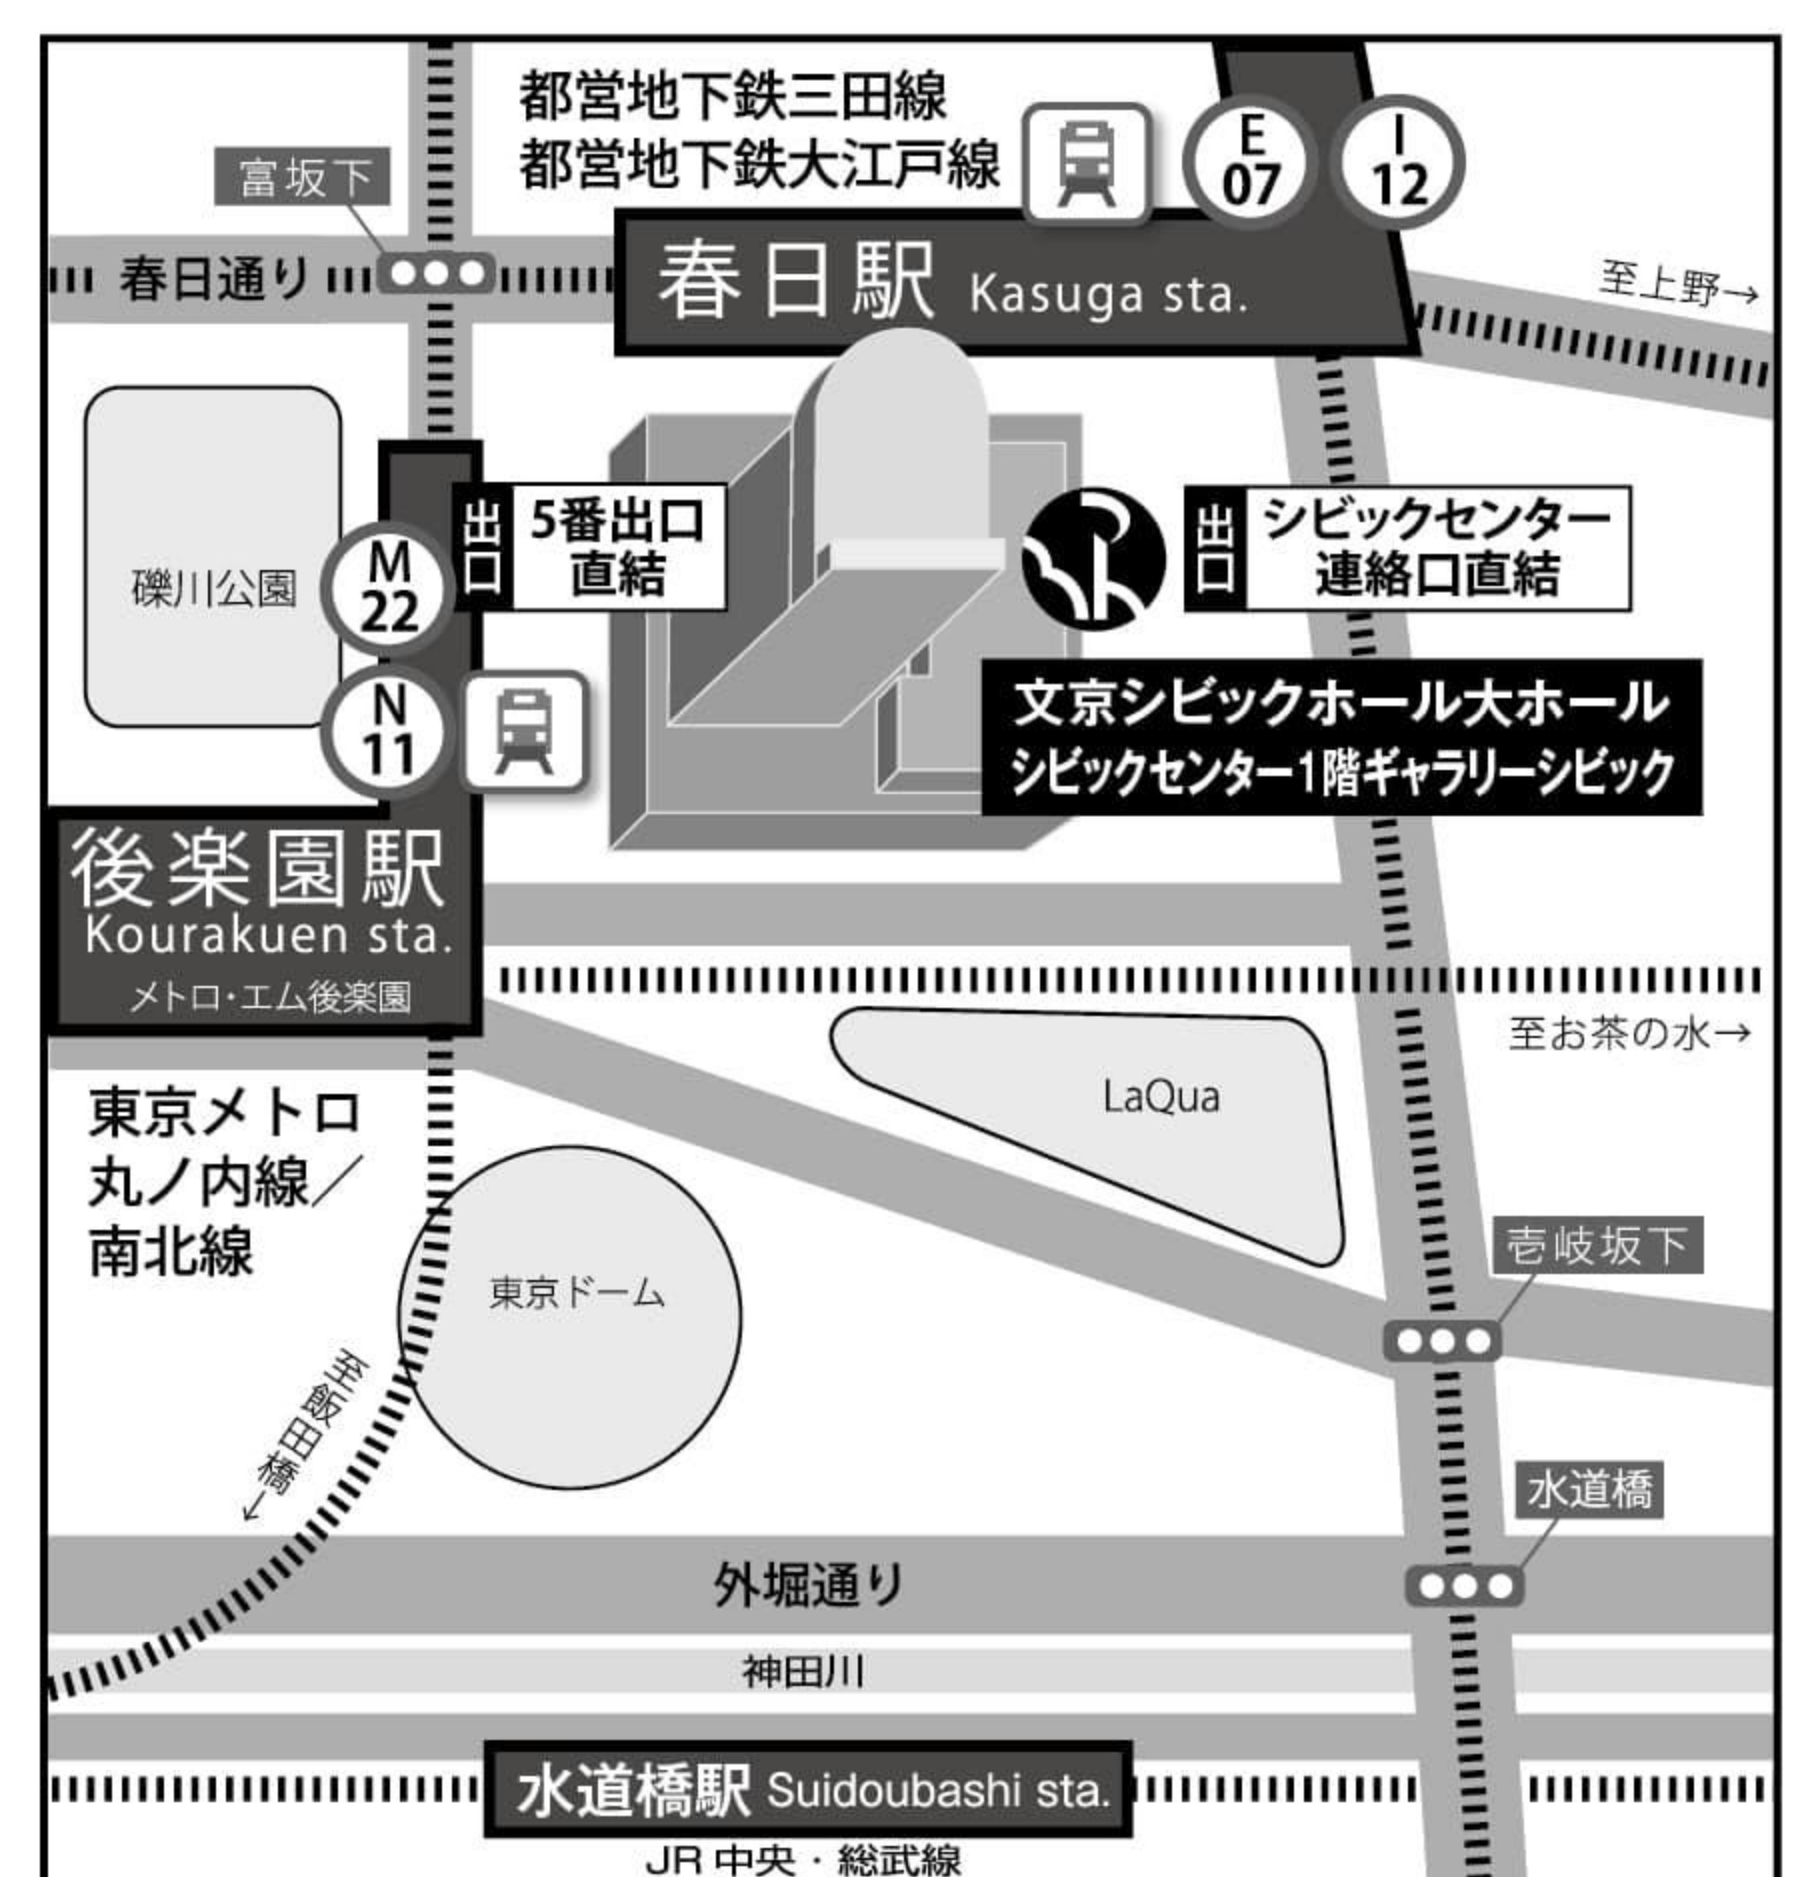 都営地下鉄三田線
都営地下鉄大江戸線
E
07
I
12
富坂下
春日通り
春日駅 Kasuga sta.
至上野→
出口
5番出口
直結
出口
シビックセンター
連絡口直結
礫川公園
M
22
N
11
文京シビックホール大ホール
シビックセンター1階ギャラリーシビック
後楽園駅
Kourakuen sta.
メトロ・エム後楽園
至お茶の水→
東京メトロ
丸ノ内線／
南北線
LaQua
東京ドーム
壱岐坂下
至飯田橋←
水道橋
外堀通り
神田川
水道橋駅 Suidoubashi sta.
JR 中央・総武線